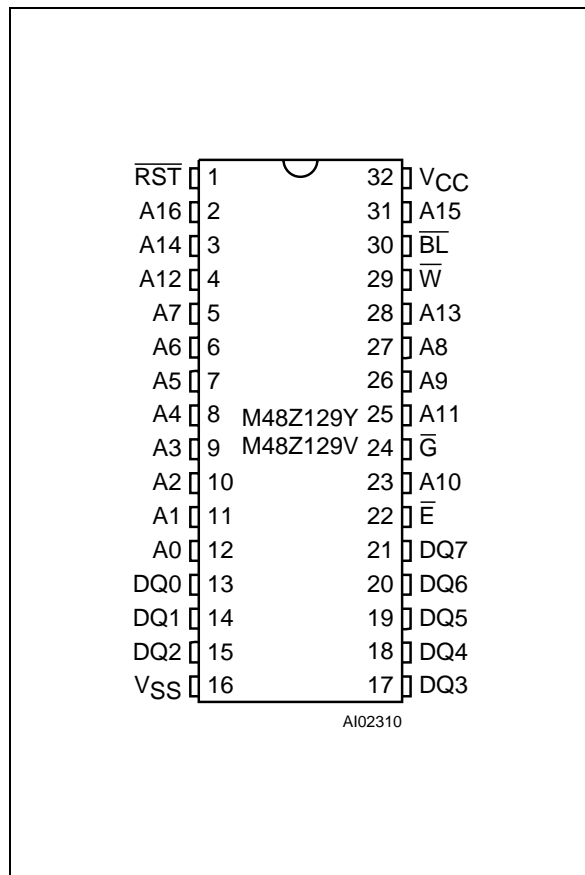 R̅S̅T̅ 1 32 VCC
A16 2 31 A15
A14 3 30 B̅L̅
A12 4 29 W̅
A7 5 28 A13
A6 6 27 A8
A5 7 26 A9
A4 8 M48Z129Y 25 A11
A3 9 M48Z129V 24 G̅
A2 10 23 A10
A1 11 22 E̅
A0 12 21 DQ7
DQ0 13 20 DQ6
DQ1 14 19 DQ5
DQ2 15 18 DQ4
VSS 16 17 DQ3
AI02310